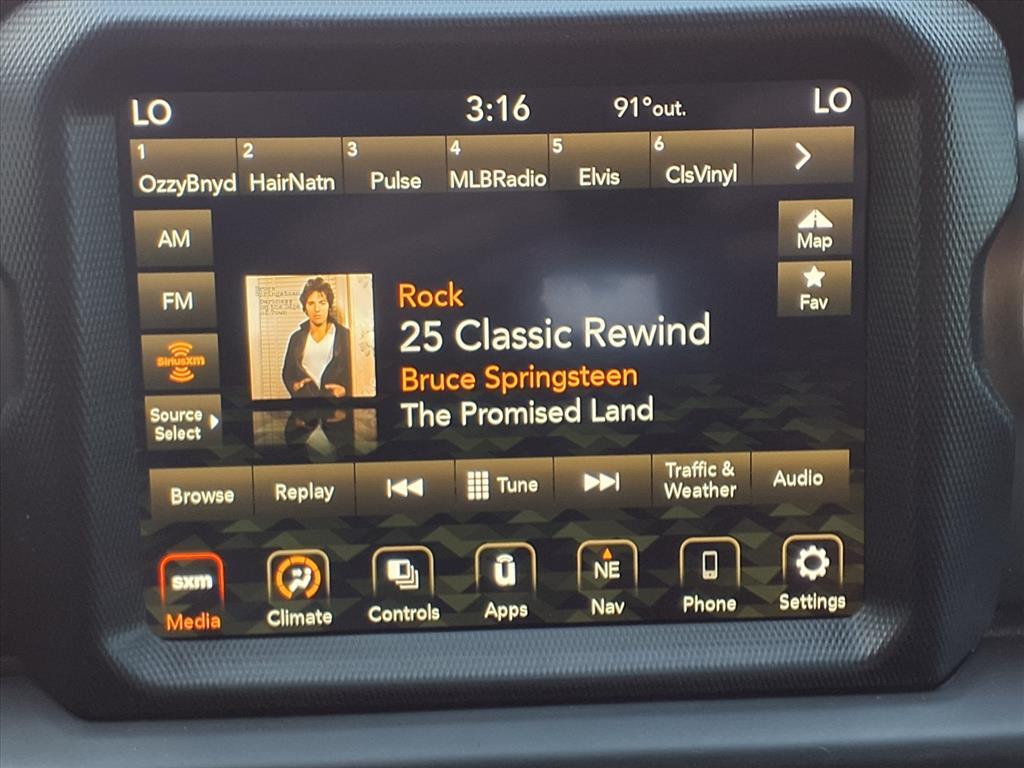 LO 3:16 91°out. LO
1 2 3 4 5 6
OzzyBnyd HairNatn Pulse MLBRadio Elvis ClsVinyl
AM
Map
FM
Fav
SiriusXM
Source
Select
Rock
25 Classic Rewind
Bruce Springsteen
The Promised Land
Browse Replay Tune Traffic & Weather Audio
sxm NE
Media Climate Controls Apps Nav Phone Settings